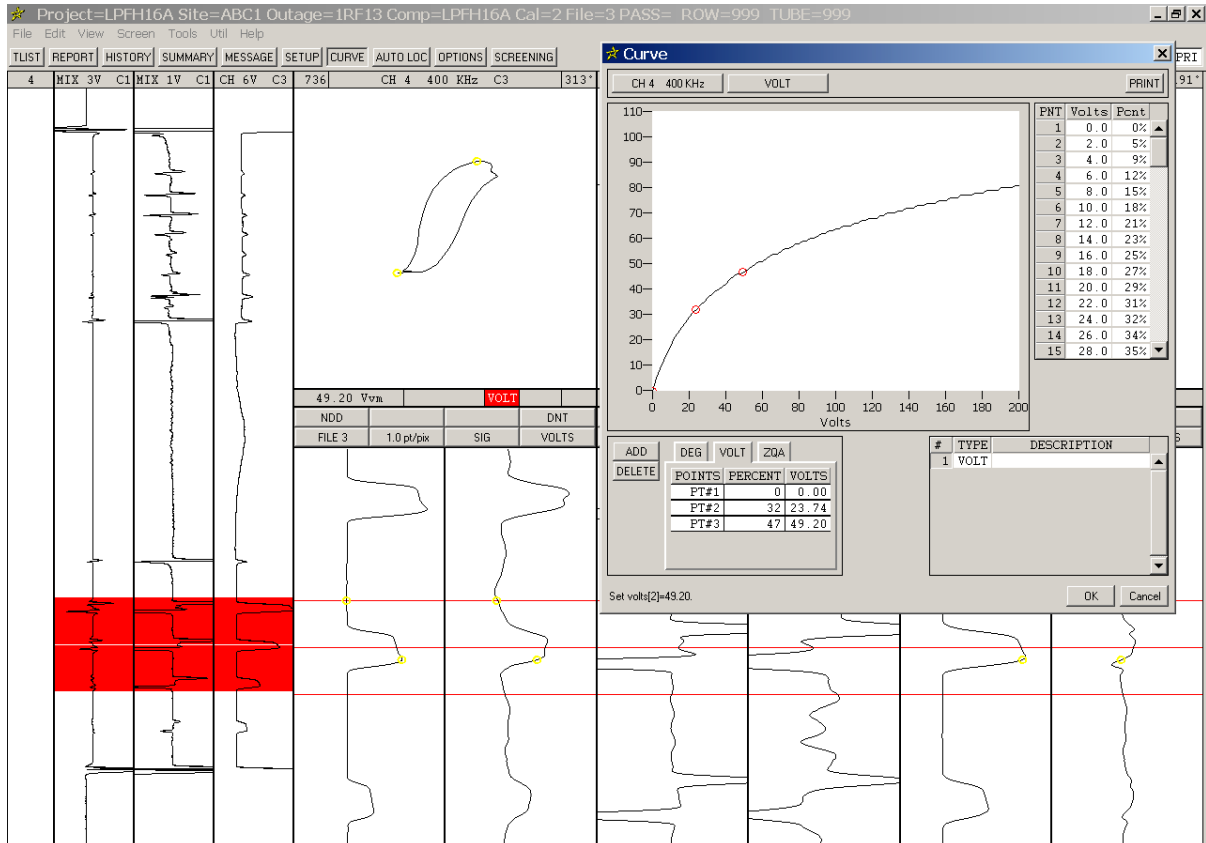 Project=LPFH16A Site=ABC1 Outage=1RF13 Comp=LPFH16A Cal=2 File=3 PASS= ROW=999 TUBE=999
File Edit View Screen Tools Util Help
TLIST REPORT HISTORY SUMMARY MESSAGE SETUP CURVE AUTO LOC OPTIONS SCREENING PRI
4 MIX 3V C1 MIX 1V C1 CH 6V C3 736 CH 4 400 KHz C3 313° 91°
49.20 Vvm VOLT
NDD DNT
FILE 3 1.0 pt/pix SIG VOLTS S
Curve
CH 4 400 KHz VOLT PRINT
110
100
90
80
70
60
50
40
30
20
10
0
0 20 40 60 80 100 120 140 160 180 200
Volts
PNT Volts Pcnt
1 0.0 0%
2 2.0 5%
3 4.0 9%
4 6.0 12%
5 8.0 15%
6 10.0 18%
7 12.0 21%
8 14.0 23%
9 16.0 25%
10 18.0 27%
11 20.0 29%
12 22.0 31%
13 24.0 32%
14 26.0 34%
15 28.0 35%
ADD
DELETE
DEG VOLT ZQA
POINTS PERCENT VOLTS
PT#1 0 0.00
PT#2 32 23.74
PT#3 47 49.20
# TYPE DESCRIPTION
1 VOLT
Set volts[2]=49.20.
OK Cancel